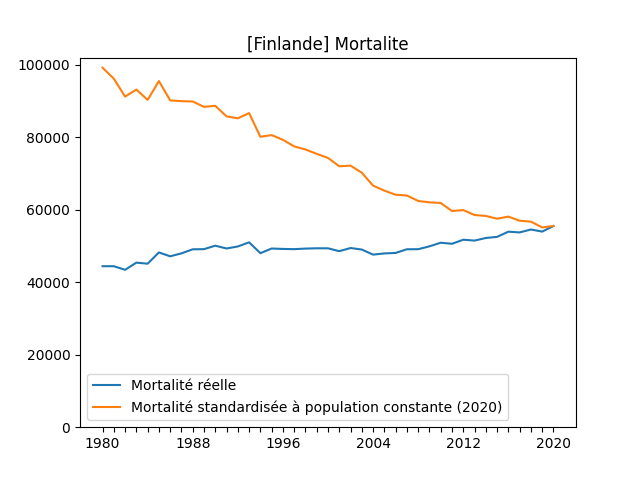 [Finlande] Mortalite
100000
80000
60000
40000
20000
0
Mortalité réelle
Mortalité standardisée à population constante (2020)
1980 1988 1996 2004 2012 2020